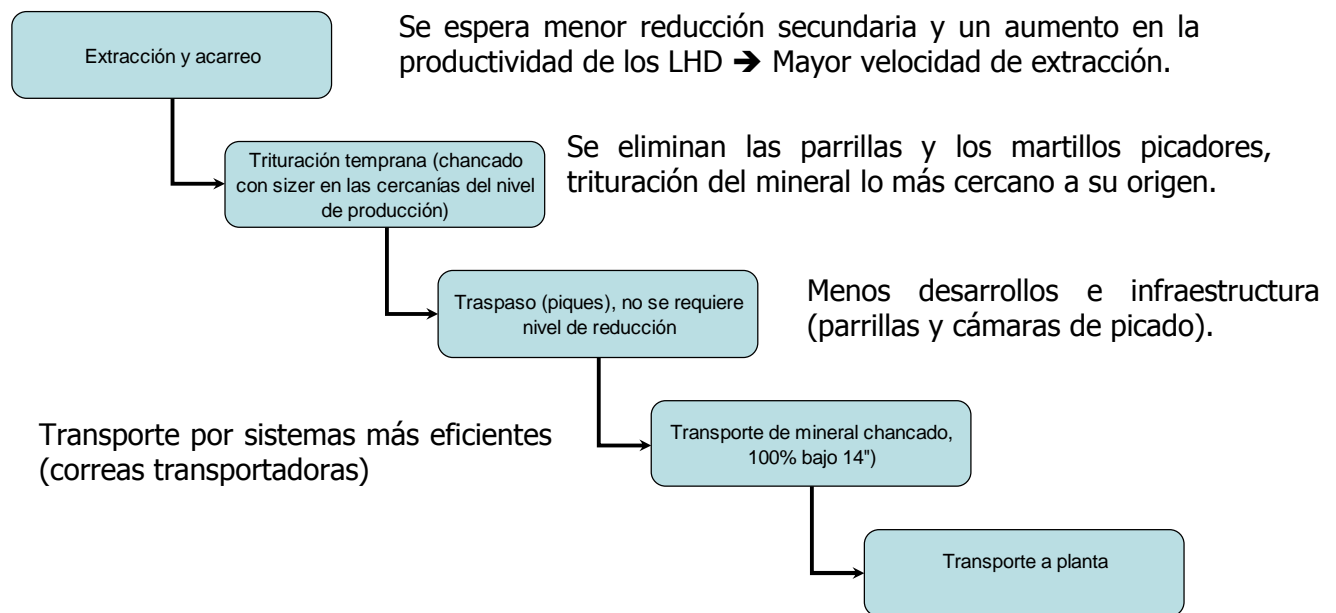 Extracción y acarreo
Se espera menor reducción secundaria y un aumento en la
productividad de los LHD ➔ Mayor velocidad de extracción.
Trituración temprana (chancado
con sizer en las cercanías del nivel
de producción)
Se eliminan las parrillas y los martillos picadores,
trituración del mineral lo más cercano a su origen.
Traspaso (piques), no se requiere
nivel de reducción
Menos desarrollos e infraestructura
(parrillas y cámaras de picado).
Transporte por sistemas más eficientes
(correas transportadoras)
Transporte de mineral chancado,
100% bajo 14")
Transporte a planta